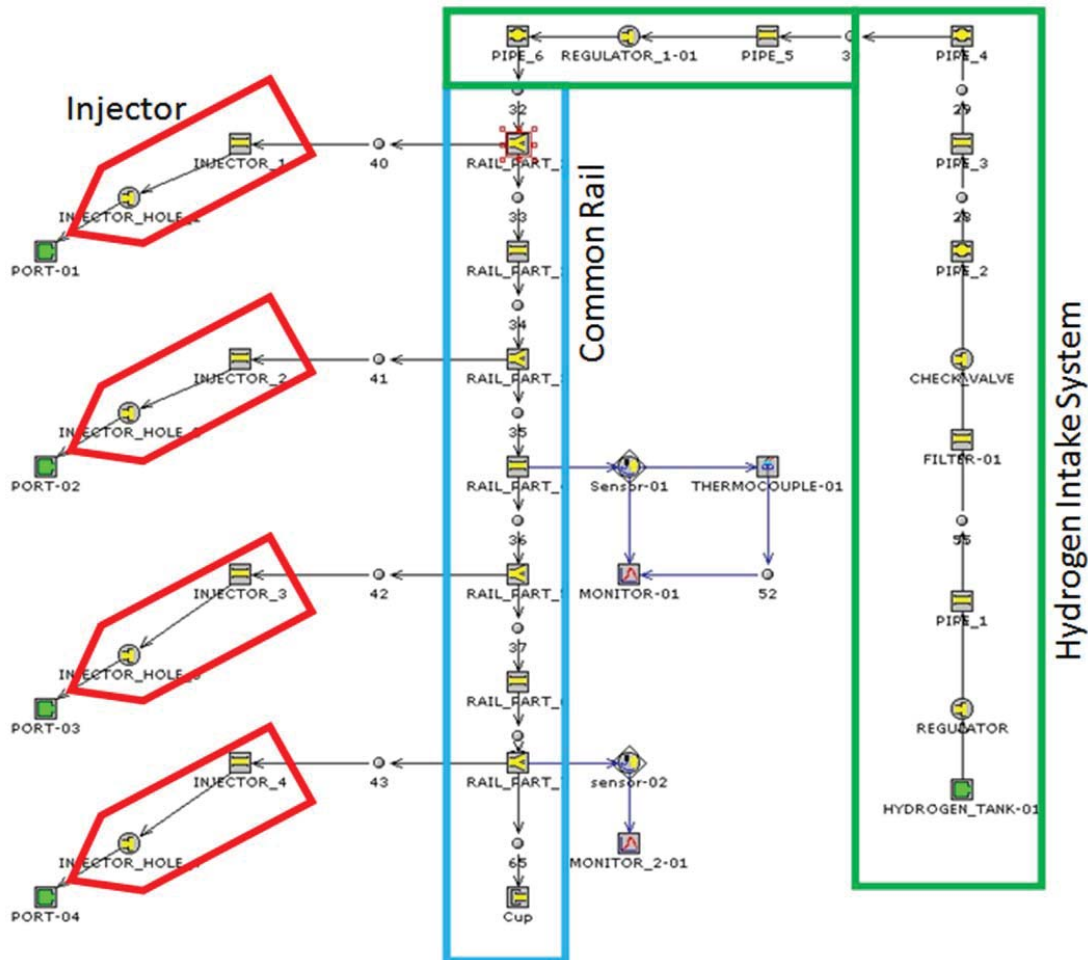 PIPE_6
REGULATOR_1-01
PIPE_5
PIPE_4
Injector
32
29
INJECTOR_1
40
PIPE_3
33
28
PORT-01
PIPE_2
34
Common Rail
INJECTOR_2
41
CHECK_VALVE
35
FILTER-01
PORT-02
Sensor-01
THERMOCOUPLE-01
Hydrogen Intake System
36
55
INJECTOR_3
42
MONITOR-01
52
PIPE_1
37
PORT-03
REGULATOR
INJECTOR_4
43
sensor-02
HYDROGEN_TANK-01
65
MONITOR_2-01
PORT-04
Cup